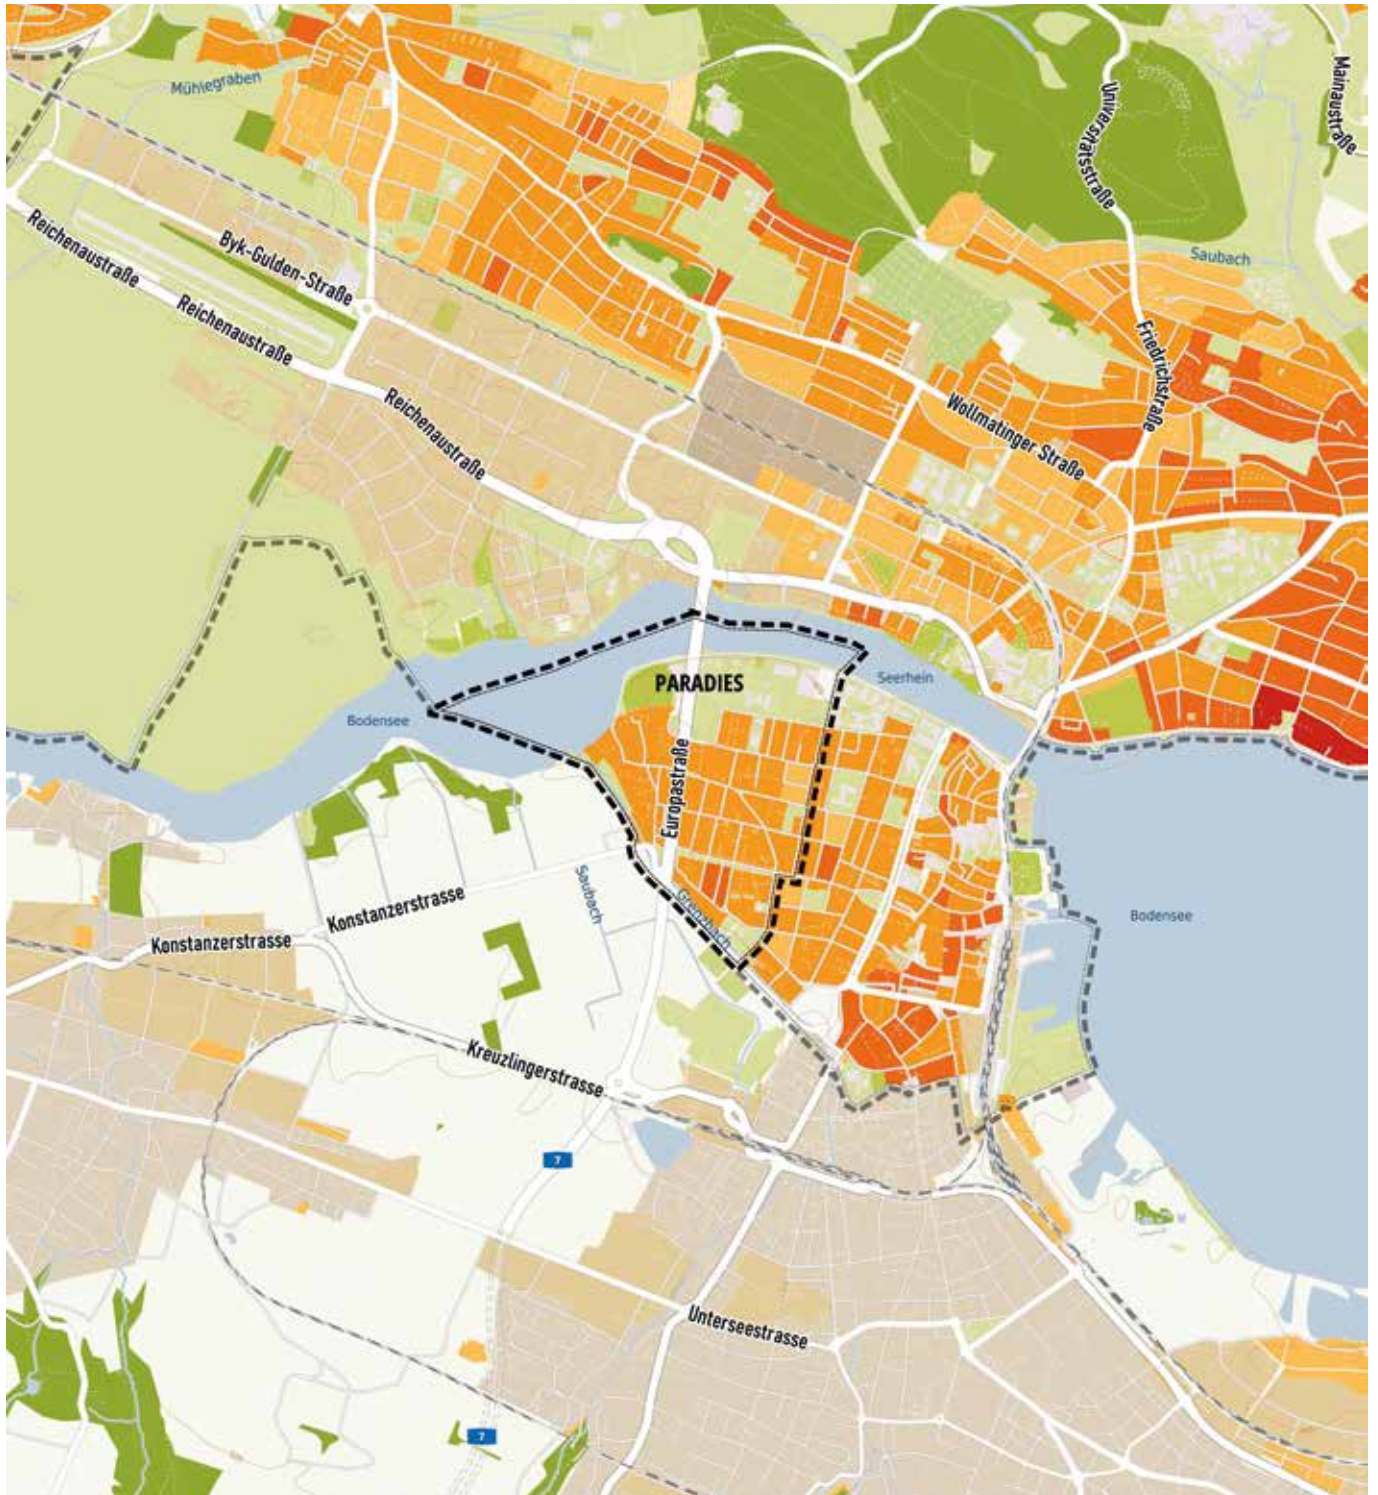 Mühlegraben
Universitätsstraße
Mainaustraße
Saubach
Reichenaustraße
Byk-Gulden-Straße
Reichenaustraße
Reichenaustraße
Friedrichstraße
Wollmatinger Straße
Seerhein
PARADIES
Bodensee
Europastraße
Saubach
Grenzbach
Konstanzerstrasse
Konstanzerstrasse
Bodensee
Kreuzlingerstrasse
7
Unterseestrasse
7